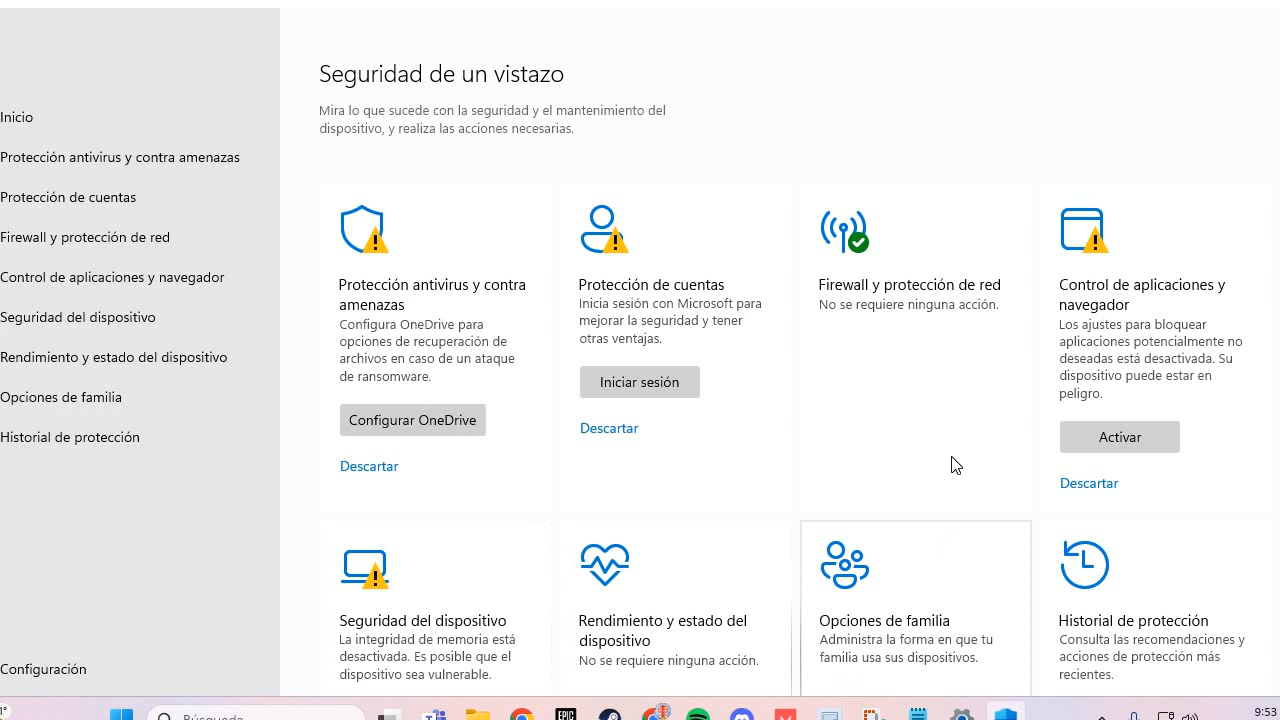 Seguridad de un vistazo
Mira lo que sucede con la seguridad y el mantenimiento del
dispositivo, y realiza las acciones necesarias.
Inicio
Protección antivirus y contra amenazas
Protección de cuentas
Firewall y protección de red
Control de aplicaciones y navegador
Seguridad del dispositivo
Rendimiento y estado del dispositivo
Opciones de familia
Historial de protección
Configuración
Protección antivirus y contra
amenazas
Configura OneDrive para
opciones de recuperación de
archivos en caso de un ataque
de ransomware.
Configurar OneDrive
Descartar
Protección de cuentas
Inicia sesión con Microsoft para
mejorar la seguridad y tener
otras ventajas.
Iniciar sesión
Descartar
Firewall y protección de red
No se requiere ninguna acción.
Control de aplicaciones y
navegador
Los ajustes para bloquear
aplicaciones potencialmente no
deseadas está desactivada. Su
dispositivo puede estar en
peligro.
Activar
Descartar
Seguridad del dispositivo
La integridad de memoria está
desactivada. Es posible que el
dispositivo sea vulnerable.
Rendimiento y estado del
dispositivo
No se requiere ninguna acción.
Opciones de familia
Administra la forma en que tu
familia usa sus dispositivos.
Historial de protección
Consulta las recomendaciones y
acciones de protección más
recientes.
1°
Búsqueda
EPIC
9:53